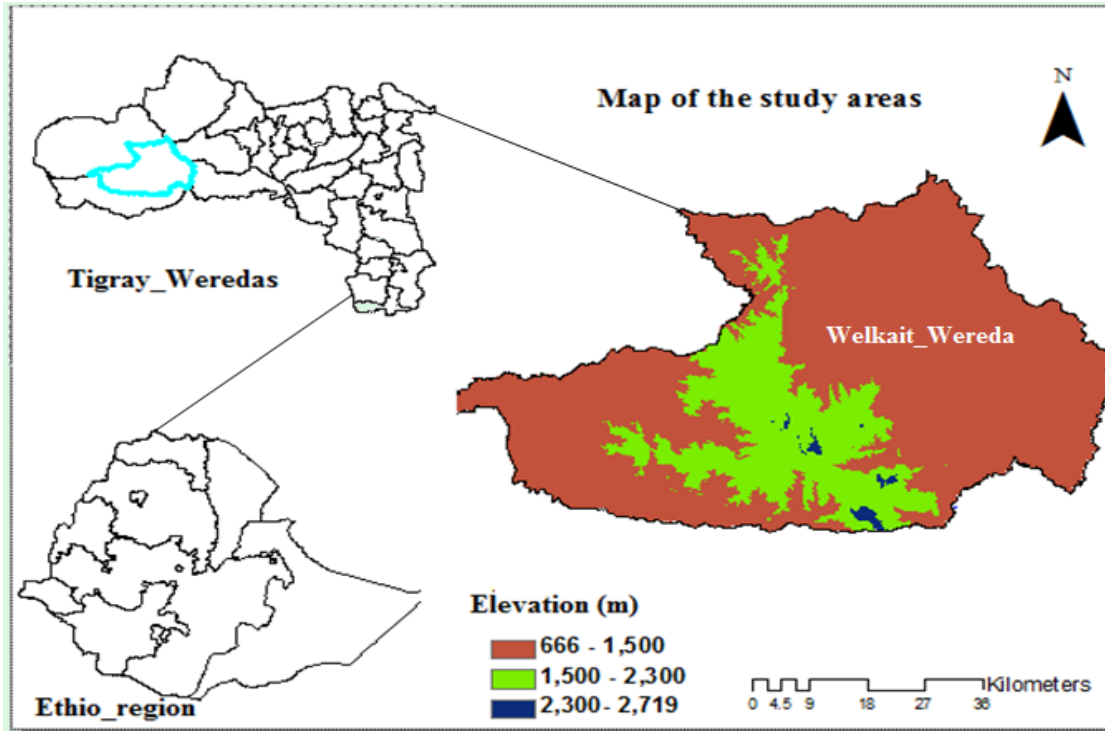 N
Map of the study areas
Tigray_Weredas
Welkait_Wereda
Ethio_region
Elevation (m)
666 - 1,500
1,500 - 2,300
2,300 - 2,719
Kilometers
0 4.5 9 18 27 36